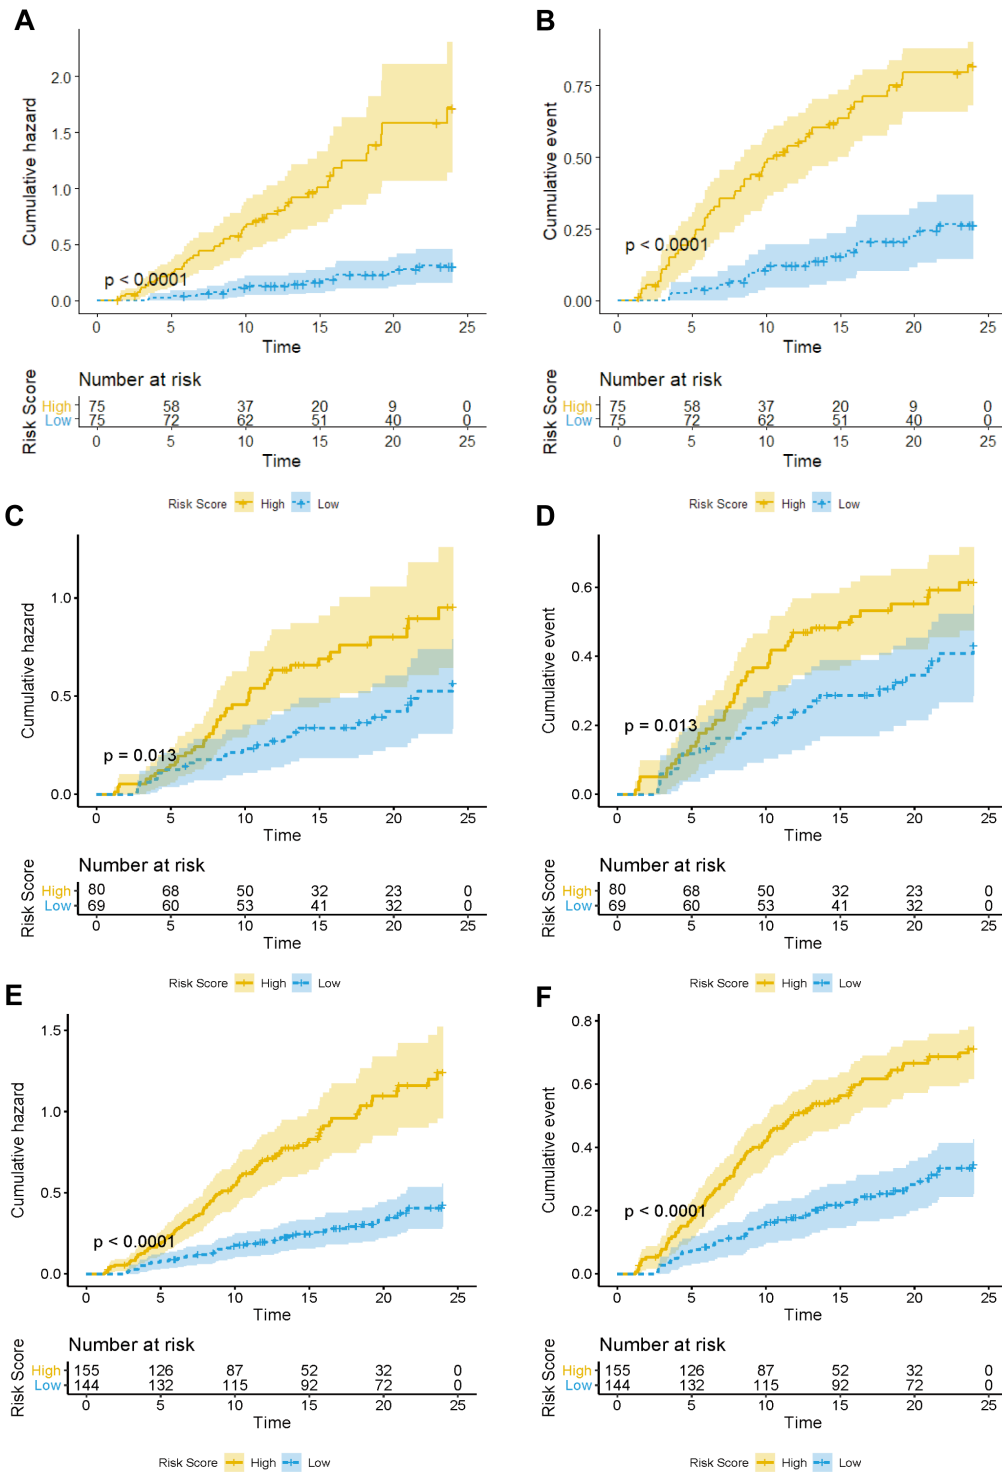 A
Cumulative hazard
2.0
1.5
1.0
0.5
0.0
p < 0.0001
0 5 10 15 20 25
Time
Number at risk
Risk Score
High 75 58 37 20 9 0
Low 75 72 62 51 40 0
0 5 10 15 20 25
Time
Risk Score High Low
B
Cumulative event
0.75
0.50
0.25
0.00
p < 0.0001
0 5 10 15 20 25
Time
Number at risk
Risk Score
High 75 58 37 20 9 0
Low 75 72 62 51 40 0
0 5 10 15 20 25
Time
Risk Score High Low
C
Cumulative hazard
1.0
0.5
0.0
p = 0.013
0 5 10 15 20 25
Time
Number at risk
Risk Score
High 80 68 50 32 23 0
Low 69 60 53 41 32 0
0 5 10 15 20 25
Time
Risk Score High Low
D
Cumulative event
0.6
0.4
0.2
0.0
p = 0.013
0 5 10 15 20 25
Time
Number at risk
Risk Score
High 80 68 50 32 23 0
Low 69 60 53 41 32 0
0 5 10 15 20 25
Time
Risk Score High Low
E
Cumulative hazard
1.5
1.0
0.5
0.0
p < 0.0001
0 5 10 15 20 25
Time
Number at risk
Risk Score
High 155 126 87 52 32 0
Low 144 132 115 92 72 0
0 5 10 15 20 25
Time
Risk Score High Low
F
Cumulative event
0.8
0.6
0.4
0.2
0.0
p < 0.0001
0 5 10 15 20 25
Time
Number at risk
Risk Score
High 155 126 87 52 32 0
Low 144 132 115 92 72 0
0 5 10 15 20 25
Time
Risk Score High Low